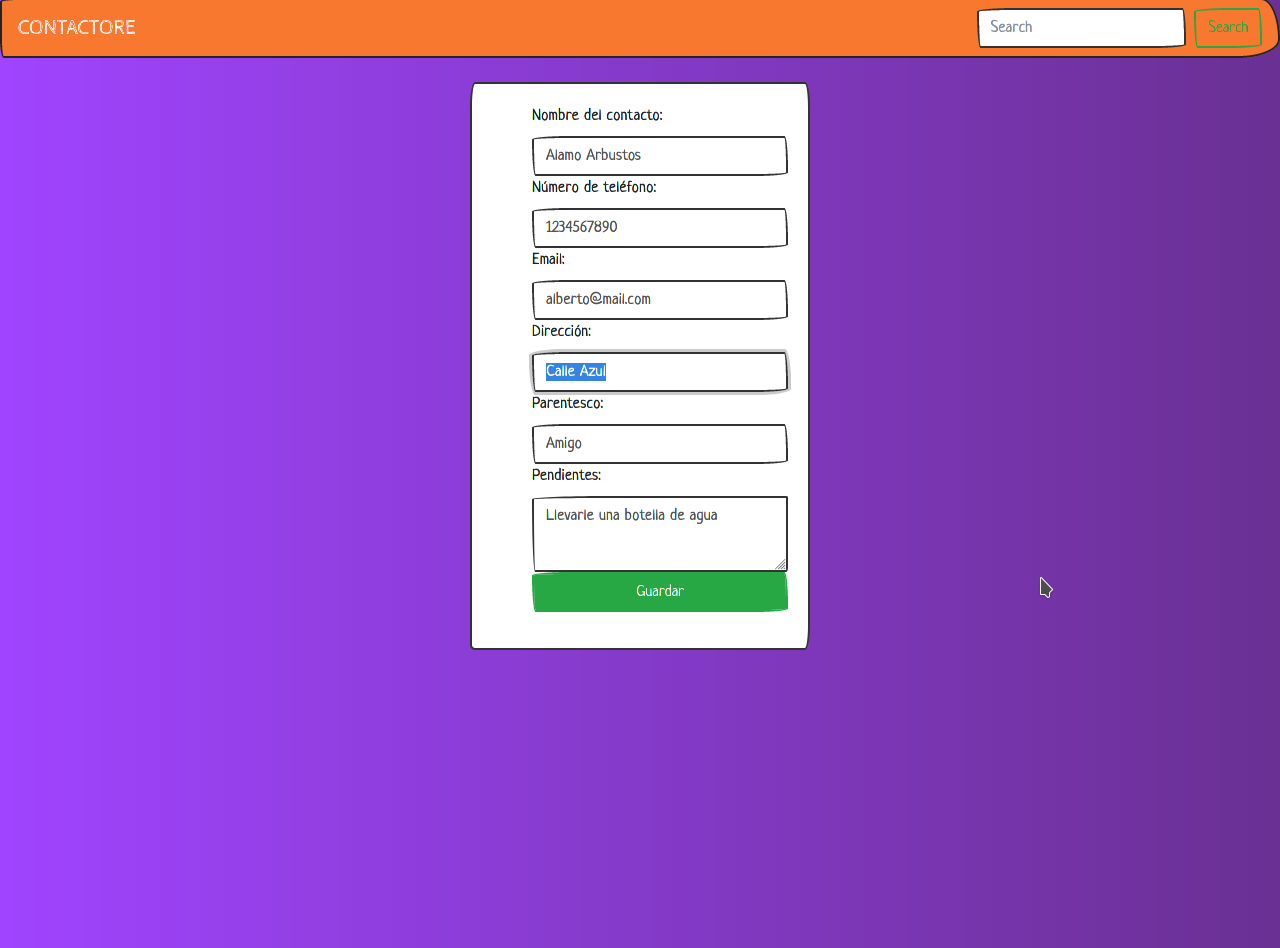 CONTACTORE
Search
Search
Nombre del contacto:
Alamo Arbustos
Número de teléfono:
1234567890
Email:
alberto@mail.com
Dirección:
Calle Azul
Parentesco:
Amigo
Pendientes:
Llevarle una botella de agua
Guardar